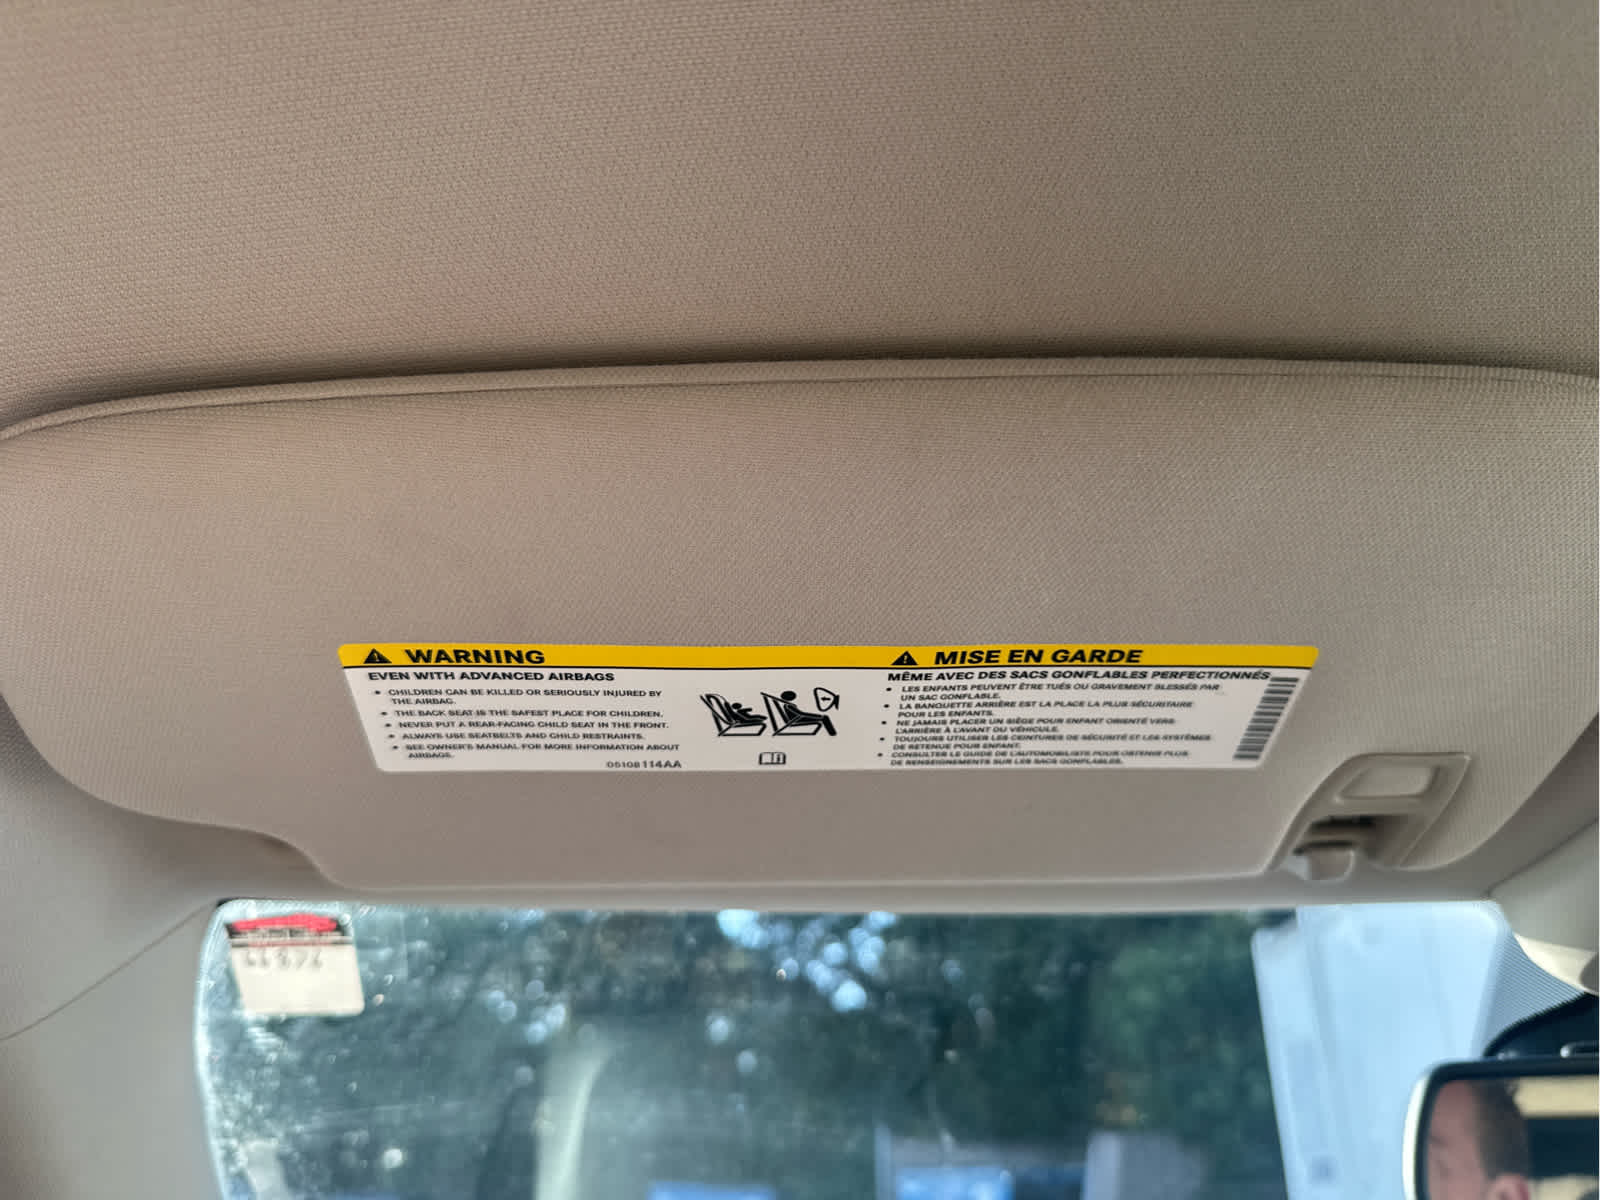 WARNING
EVEN WITH ADVANCED AIRBAGS
• CHILDREN CAN BE KILLED OR SERIOUSLY INJURED BY
THE AIRBAG.
• THE BACK SEAT IS THE SAFEST PLACE FOR CHILDREN.
• NEVER PUT A REAR-FACING CHILD SEAT IN THE FRONT.
• ALWAYS USE SEATBELTS AND CHILD RESTRAINTS.
• SEE OWNER'S MANUAL FOR MORE INFORMATION ABOUT
AIRBAGS.
05108114AA
MISE EN GARDE
MÊME AVEC DES SACS GONFLABLES PERFECTIONNÉS
• LES ENFANTS PEUVENT ÊTRE TUÉS OU GRAVEMENT BLESSÉS PAR
UN SAC GONFLABLE.
• LA BANQUETTE ARRIÈRE EST LA PLACE LA PLUS SÉCURITAIRE
POUR LES ENFANTS.
• NE JAMAIS PLACER UN SIÈGE POUR ENFANT ORIENTÉ VERS
L'ARRIÈRE À L'AVANT DU VÉHICULE.
• TOUJOURS UTILISER LES CEINTURES DE SÉCURITÉ ET LES SYSTÈMES
DE RETENUE POUR ENFANT.
• CONSULTER LE GUIDE DE L'AUTOMOBILISTE POUR OBTENIR PLUS
DE RENSEIGNEMENTS SUR LES SACS GONFLABLES.